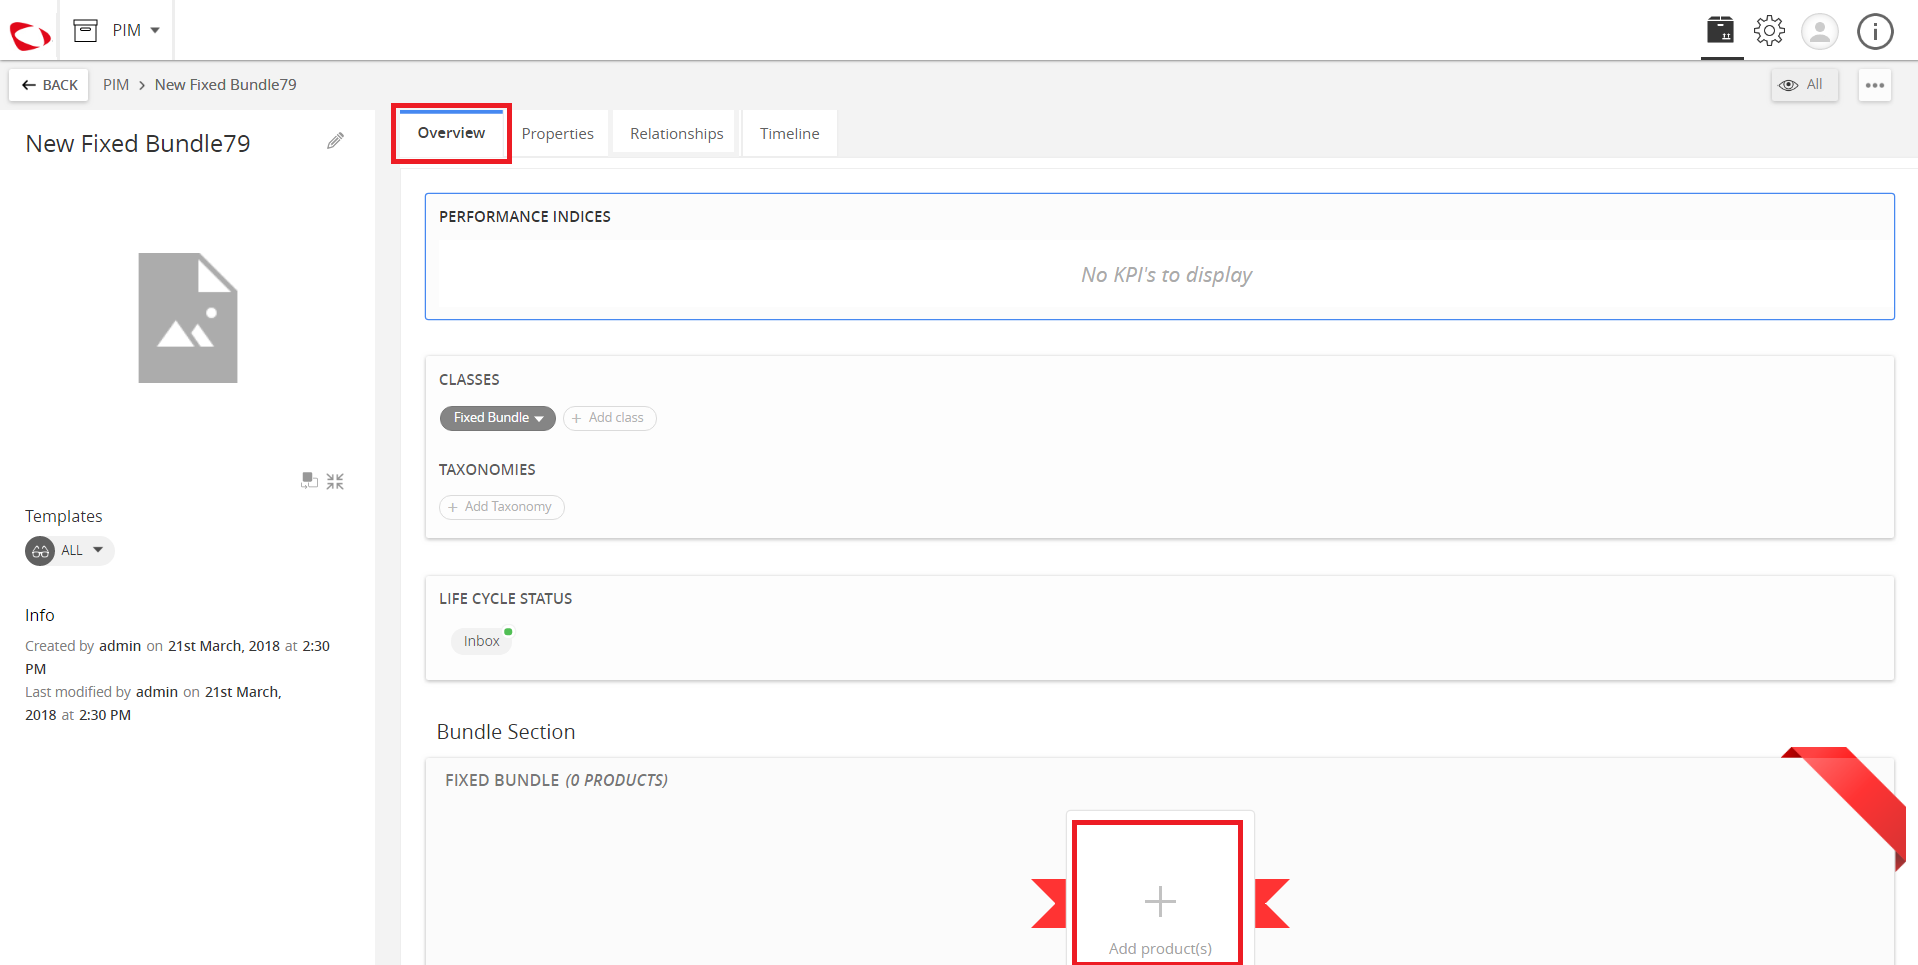 PIM
BACK
PIM > New Fixed Bundle79
All
New Fixed Bundle79
Overview
Properties
Relationships
Timeline
PERFORMANCE INDICES
No KPI's to display
CLASSES
Fixed Bundle
+ Add class
TAXONOMIES
+ Add Taxonomy
Templates
ALL
Info
Created by admin on 21st March, 2018 at 2:30
PM
Last modified by admin on 21st March,
2018 at 2:30 PM
LIFE CYCLE STATUS
Inbox
Bundle Section
FIXED BUNDLE (0 PRODUCTS)
Add product(s)